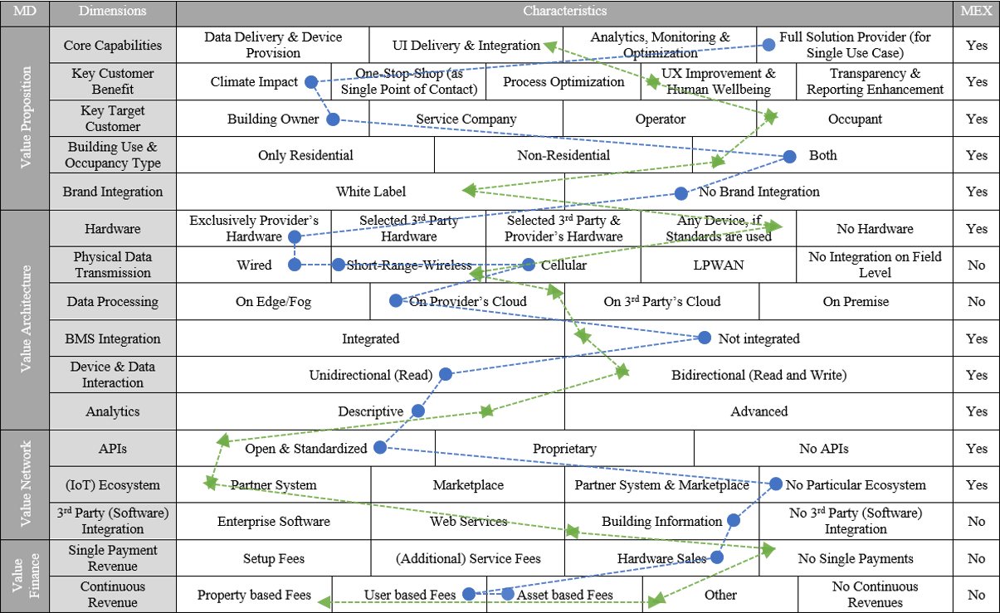 MD Dimensions Characteristics MEX
Value Proposition
Core Capabilities
Data Delivery & Device
Provision
UI Delivery & Integration
Analytics, Monitoring &
Optimization
Full Solution Provider (for
Single Use Case)
Yes
Key Customer
Benefit
Climate Impact
One-Stop-Shop (as
Single Point of Contact)
Process Optimization
UX Improvement &
Human Wellbeing
Transparency &
Reporting Enhancement
Yes
Key Target
Customer
Building Owner
Service Company
Operator
Occupant
Yes
Building Use &
Occupancy Type
Only Residential
Non-Residential
Both
Yes
Brand Integration
White Label
No Brand Integration
Yes
Value Architecture
Hardware
Exclusively Provider's
Hardware
Selected 3rd Party
Hardware
Selected 3rd Party &
Provider's Hardware
Any Device, if
Standards are used
No Hardware
Yes
Physical Data
Transmission
Wired
Short-Range-Wireless
Cellular
LPWAN
No Integration on Field
Level
No
Data Processing
On Edge/Fog
On Provider's Cloud
On 3rd Party's Cloud
On Premise
No
BMS Integration
Integrated
Not integrated
Yes
Device & Data
Interaction
Unidirectional (Read)
Bidirectional (Read and Write)
Yes
Analytics
Descriptive
Advanced
Yes
Value Network
APIs
Open & Standardized
Proprietary
No APIs
Yes
(IoT) Ecosystem
Partner System
Marketplace
Partner System & Marketplace
No Particular Ecosystem
Yes
3rd Party (Software)
Integration
Enterprise Software
Web Services
Building Information
No 3rd Party (Software)
Integration
No
Value
Finance
Single Payment
Revenue
Setup Fees
(Additional) Service Fees
Hardware Sales
No Single Payments
No
Continuous
Revenue
Property based Fees
User based Fees
Asset based Fees
Other
No Continuous
Revenues
No